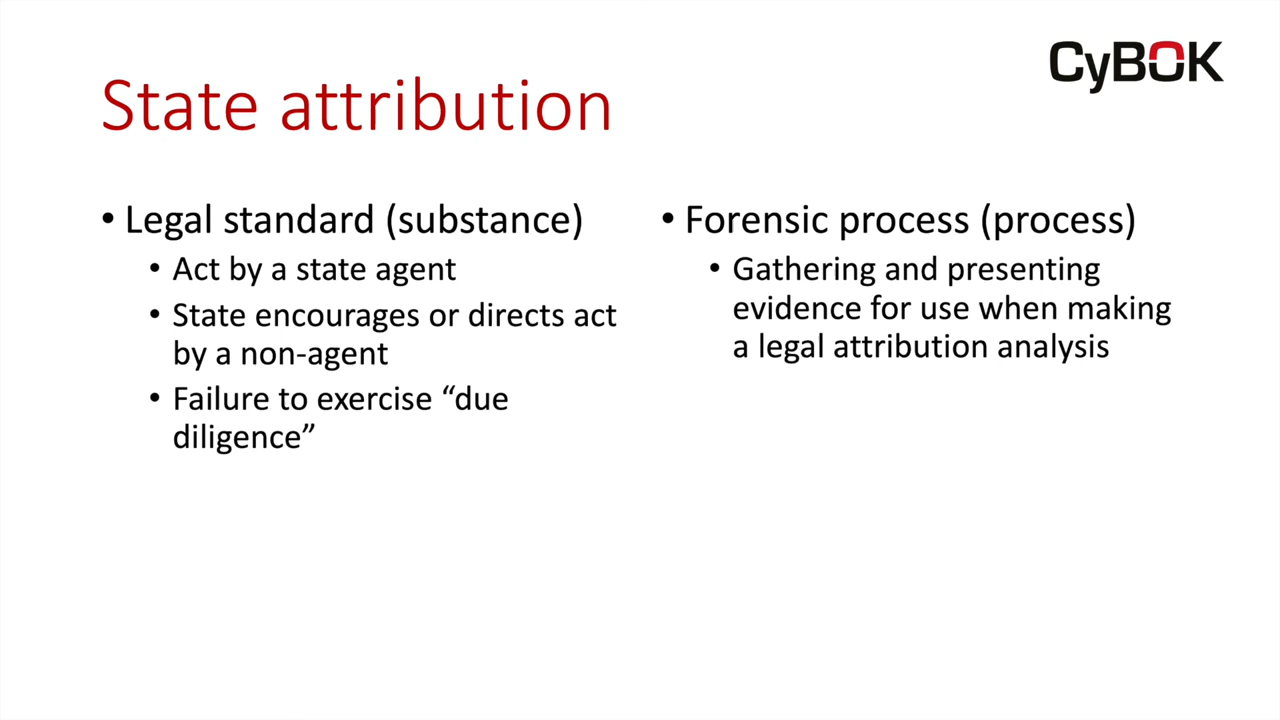 CyBOK
State attribution
• Legal standard (substance)
• Act by a state agent
• State encourages or directs act
by a non-agent
• Failure to exercise “due
diligence”
• Forensic process (process)
• Gathering and presenting
evidence for use when making
a legal attribution analysis